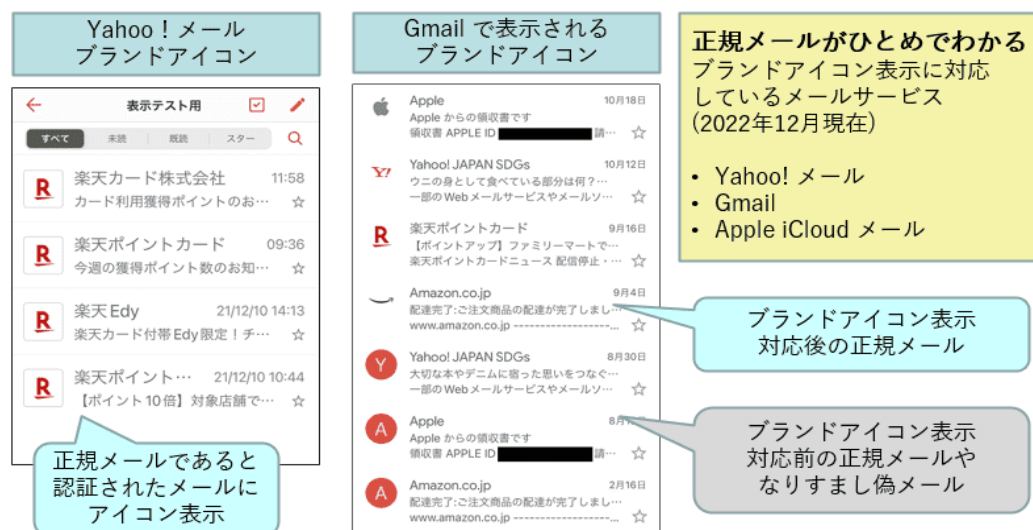 Yahoo!メール
ブランドアイコン
表示テスト用
すべて 未読 既読 スター
R 楽天カード株式会社 11:58
カード利用獲得ポイントのお…
R 楽天ポイントカード 09:36
今週の獲得ポイント数のお知…
R 楽天 Edy 21/12/10 14:13
楽天カード付帯 Edy 限定!チ…
R 楽天ポイント… 21/12/10 10:44
【ポイント 10倍】対象店舗で…
正規メールであると
認証されたメールに
アイコン表示
Gmail で表示される
ブランドアイコン
Apple 10月18日
Apple からの領収書です
領収書 APPLE ID 請…
Y! Yahoo! JAPAN SDGs 10月12日
ウニの身として食べている部分は何?…
一部の Web メールサービスやメールソ…
R 楽天ポイントカード 9月16日
【ポイントアップ】ファミリーマートで…
楽天ポイントカードニュース 配信停止・…
Amazon.co.jp 9月4日
配達完了:ご注文商品の配達が完了しまし…
www.amazon.co.jp -------------------...
Y Yahoo! JAPAN SDGs 8月30日
大切な本やデニムに宿った思いをつなぐ…
一部の Web メールサービスやメールソ…
A Apple
Apple からの領収書です
領収書 APPLE ID 請…
A Amazon.co.jp 2月16日
配達完了:ご注文商品の配達が完了しまし…
www.amazon.co.jp -------------------...
正規メールがひとめでわかる
ブランドアイコン表示に対応
しているメールサービス
(2022年12月現在)
• Yahoo! メール
• Gmail
• Apple iCloud メール
ブランドアイコン表示
対応後の正規メール
ブランドアイコン表示
対応前の正規メールや
なりすまし偽メール